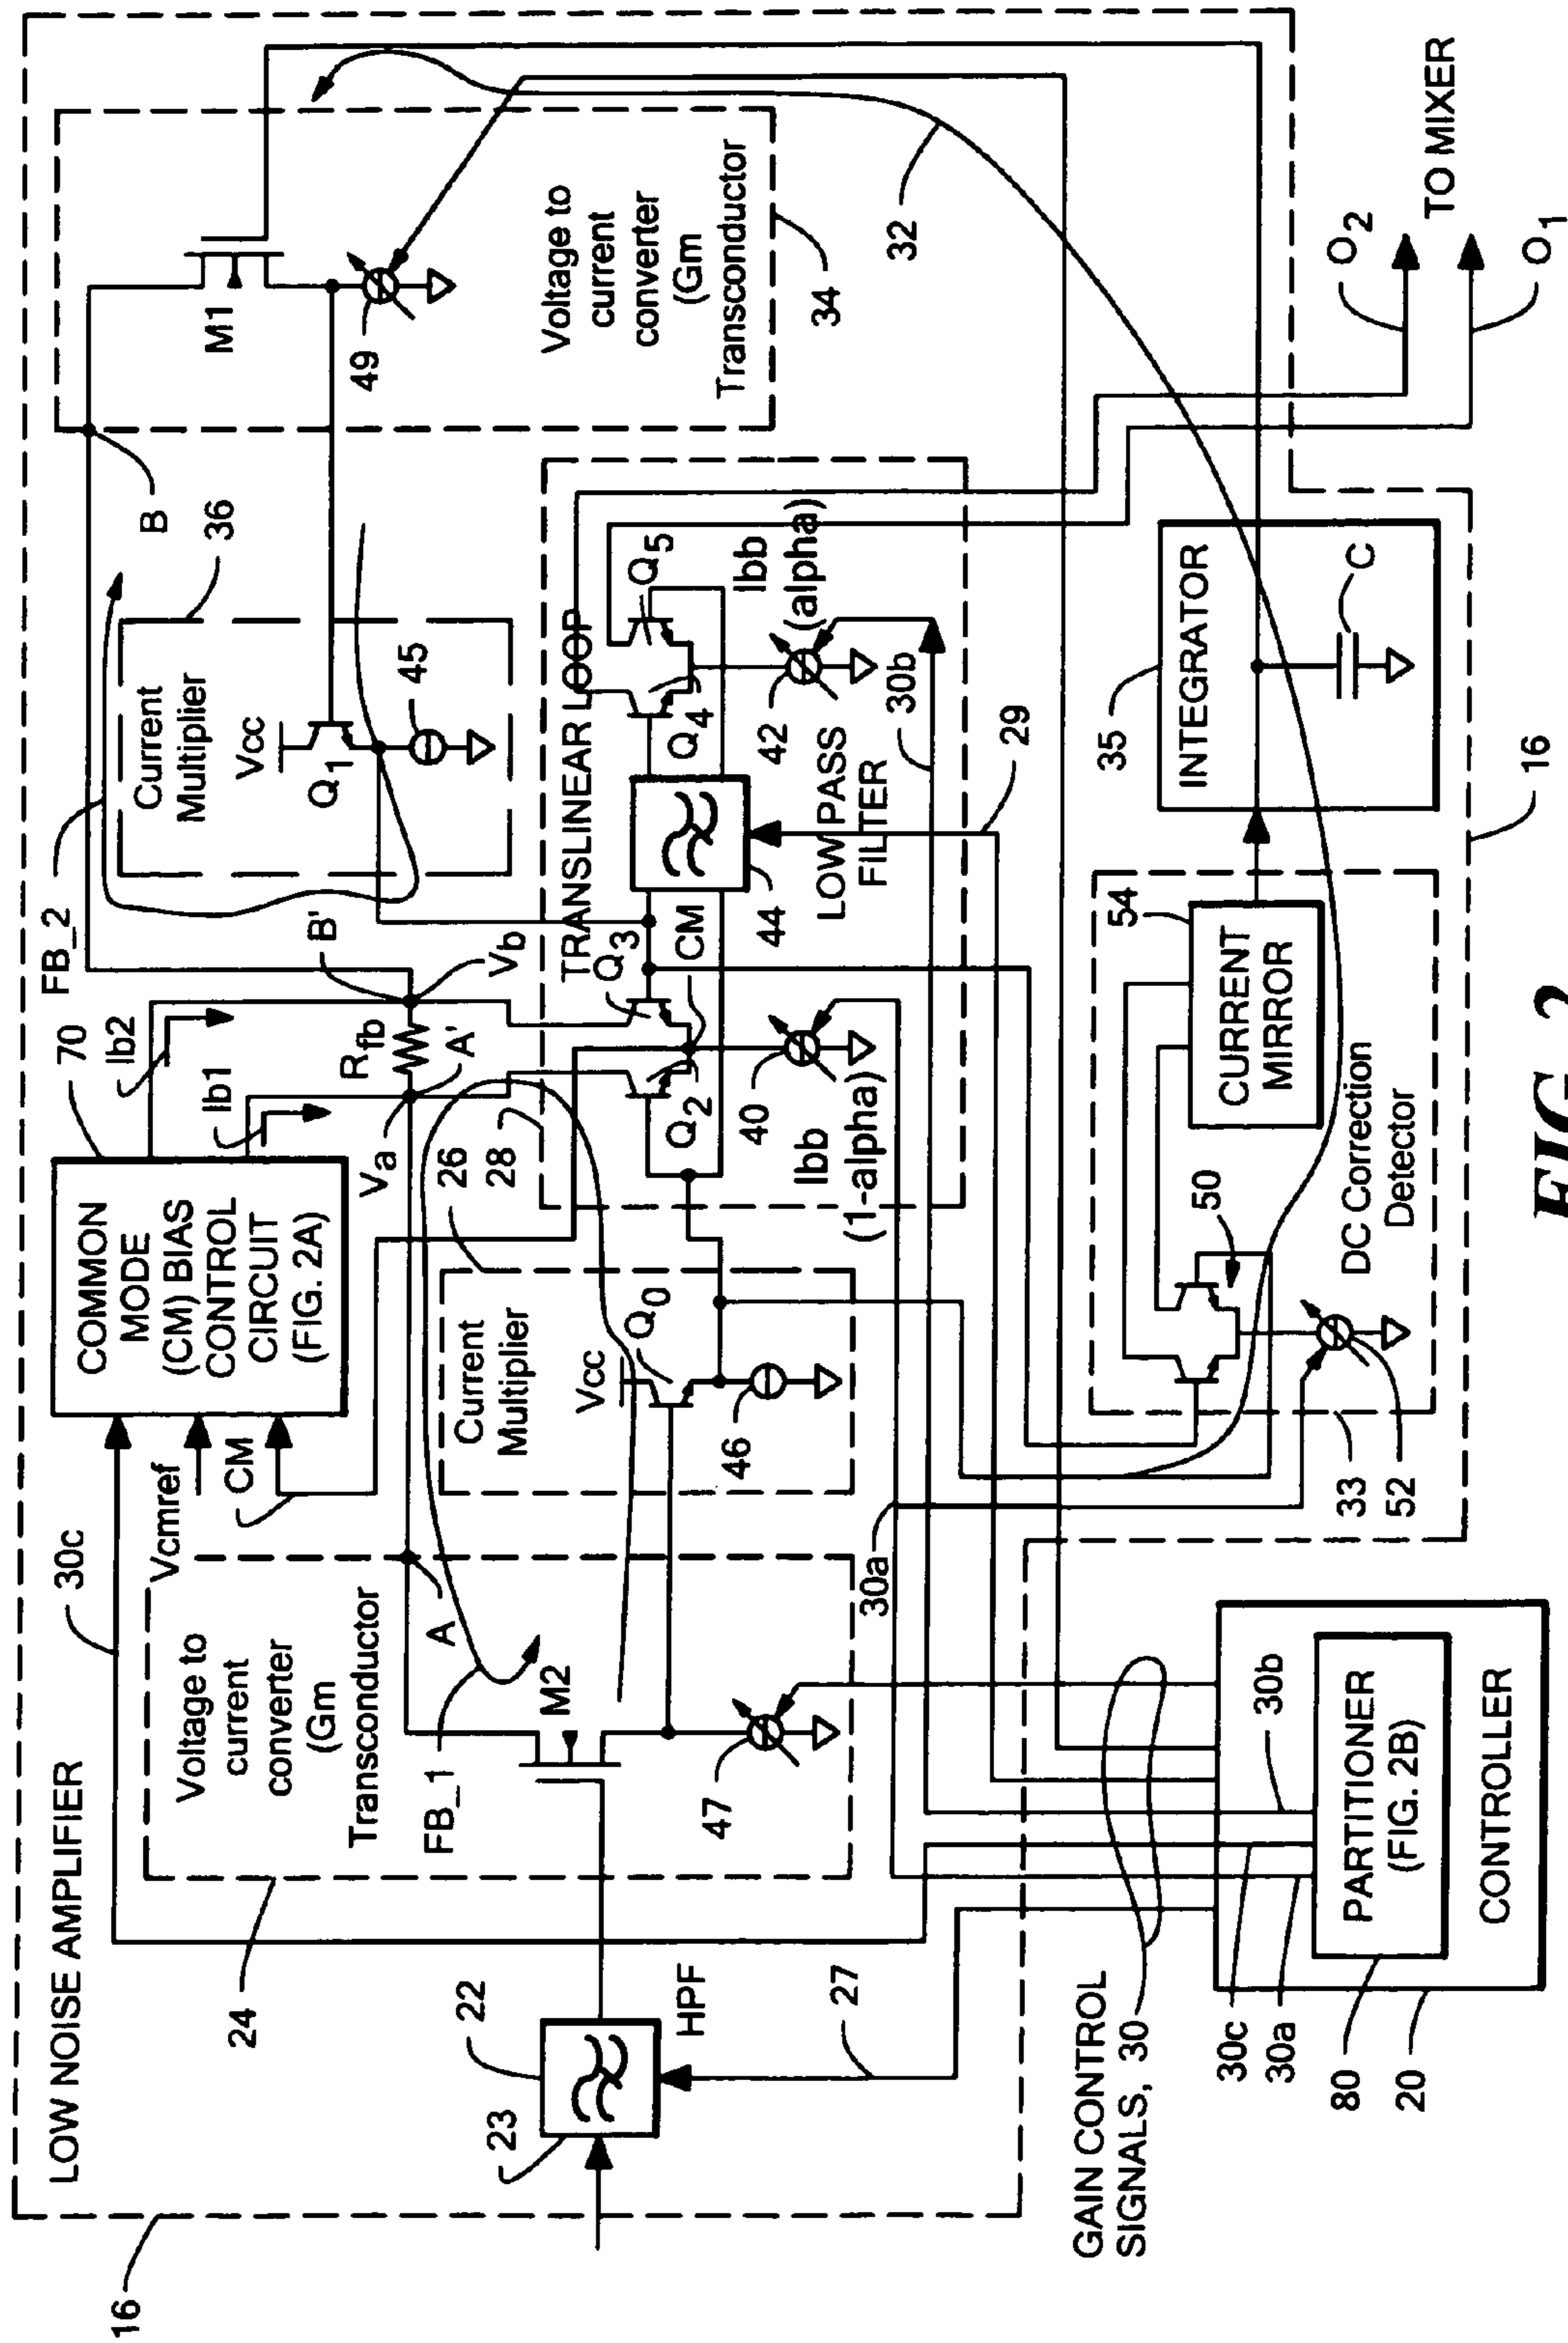 16
LOW NOISE AMPLIFIER
24
Voltage to
current
converter
(Gm
Transconductor
30c
Vcmref
CM
COMMON
MODE
(CM) BIAS
CONTROL
CIRCUIT
(FIG. 2A)
70
Ib2
Ib1
FB_2
Va
Rfb
A'
B'
Vb
A
FB_1
M2
47
22
23
HPF
27
26
28
Current
Multiplier
Vcc
Q0
46
Current
Multiplier
Vcc
Q1
45
36
B
M1
49
Voltage to
current
converter
(Gm
Transconductor
34
32
TRANSLINEAR LOOP
Q3
Q2
CM
40
Ibb
(1-alpha)
44
LOW PASS
FILTER
Q4
Q5
42
Ibb
(alpha)
30b
29
30a
50
DC Correction
Detector
33
52
CURRENT
MIRROR
54
35
INTEGRATOR
C
16
O2
TO MIXER
O1
GAIN CONTROL
SIGNALS, 30
30c
30a
80
20
30b
PARTITIONER
(FIG. 2B)
CONTROLLER
FIG. 2